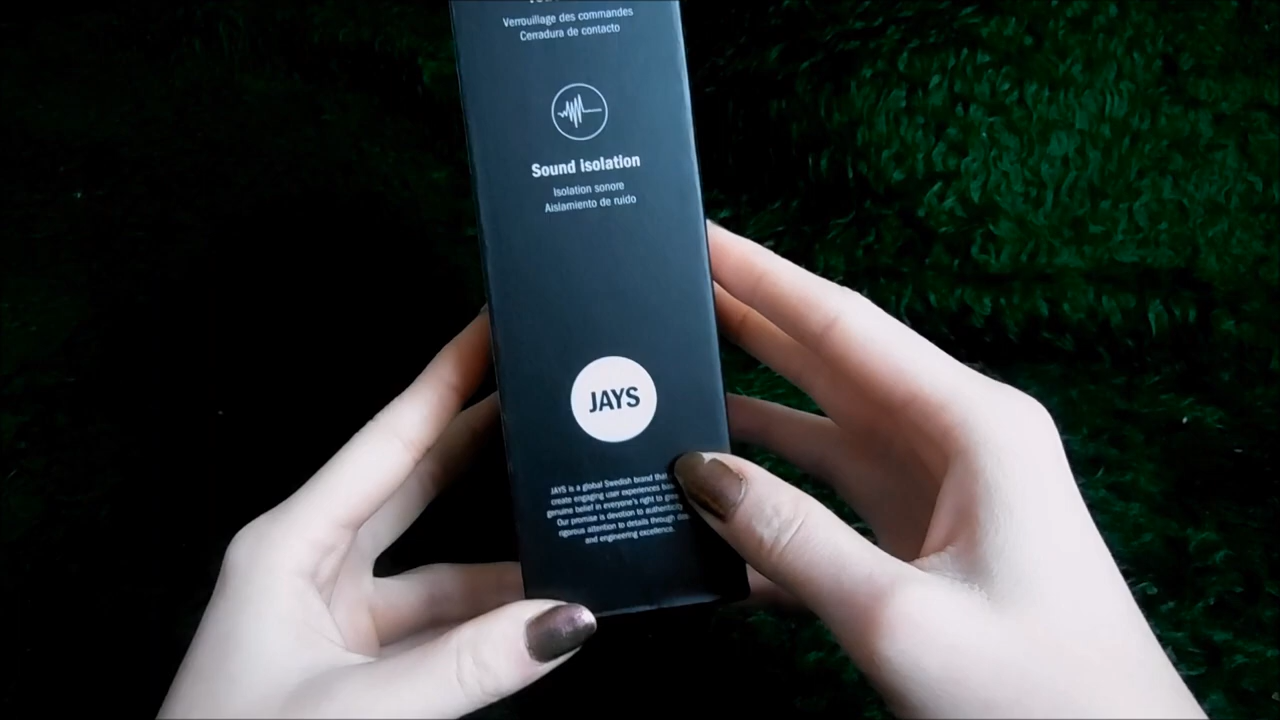 Verrouillage des commandes
Cerradura de contacto
Sound isolation
Isolation sonore
Aislamiento de ruido
JAYS
JAYS is a global Swedish brand that
create engaging user experiences
genuine belief in everyone's right to
Our promise is devotion to authenticity
rigorous attention to details through
and engineering excellence.